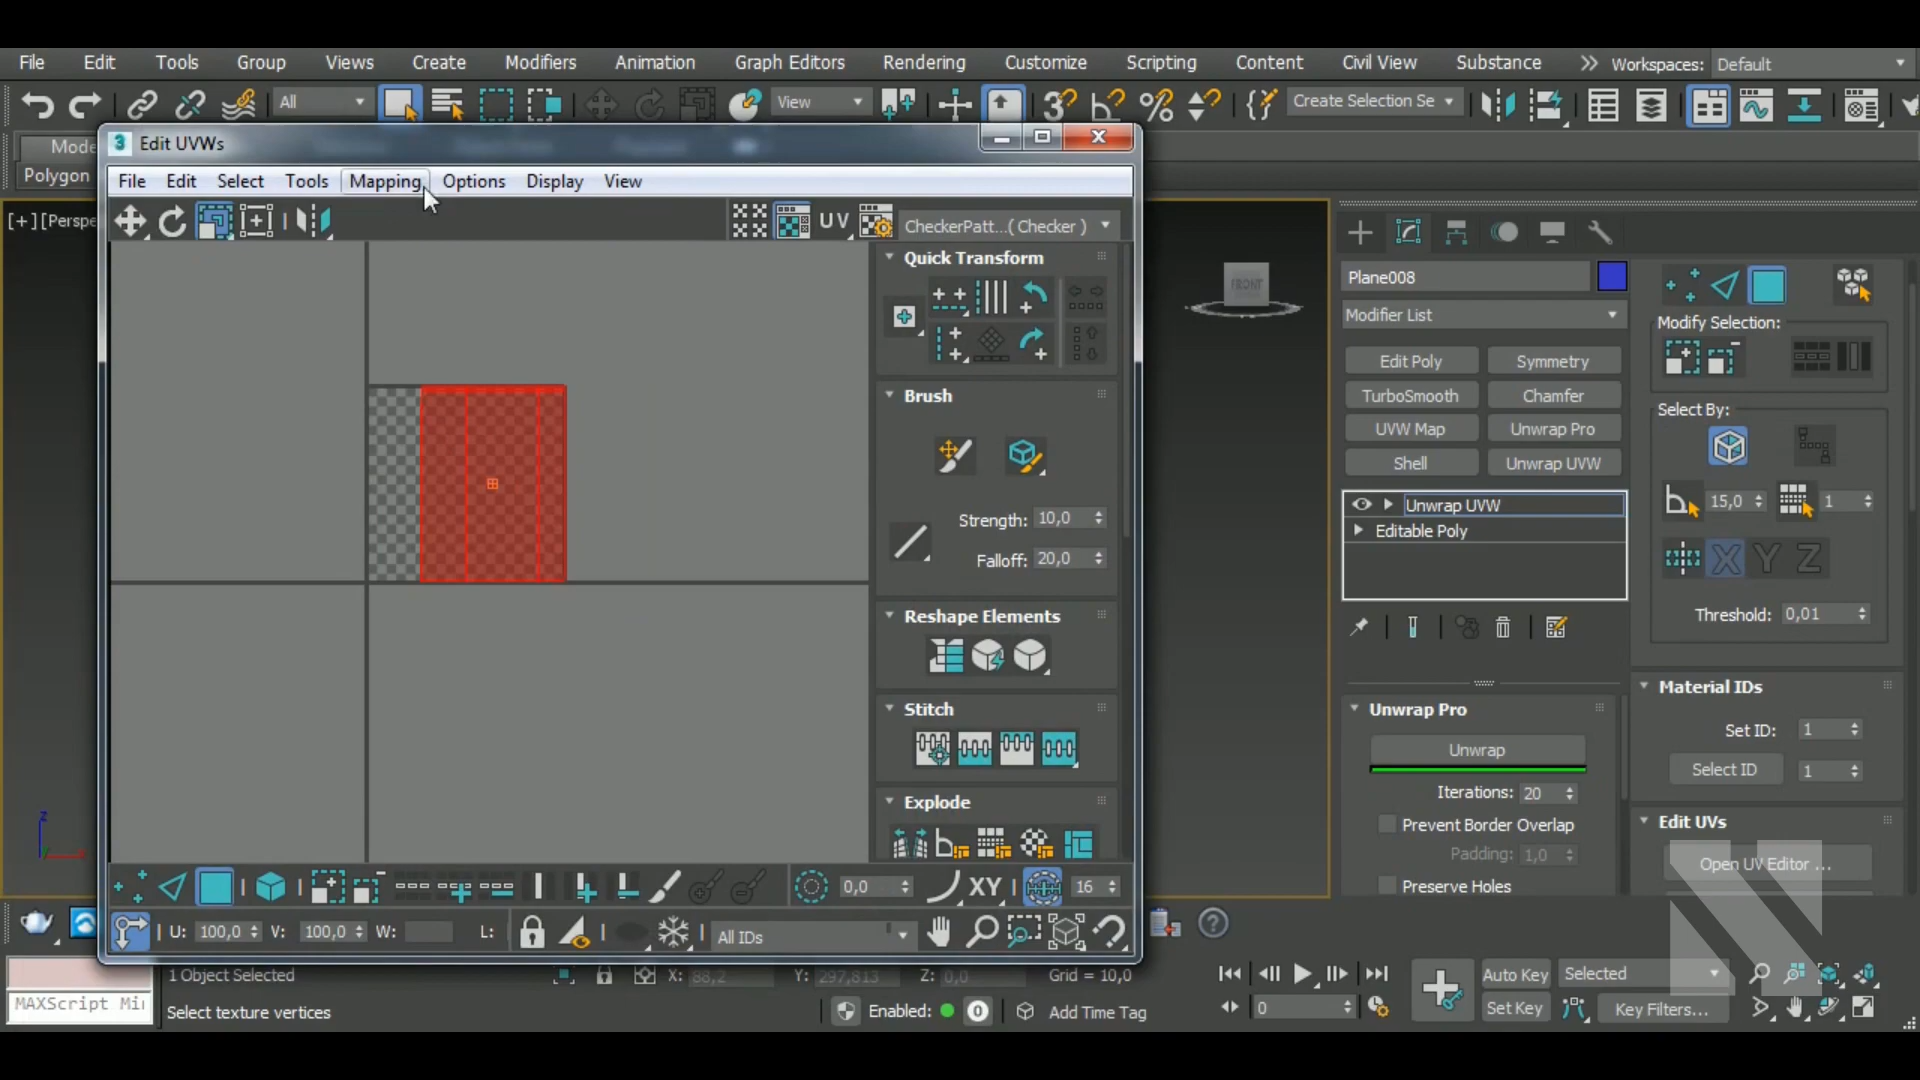 File Edit Tools Group Views Create Modifiers Animation Graph Editors Rendering Customize Scripting Content Civil View Substance Workspaces: Default
All View Create Selection Se
Mode
Polygon
[+][Perspe
Edit UVWs
File Edit Select Tools Mapping Options Display View
UV CheckerPatt...( Checker )
Quick Transform
Brush
Strength: 10,0
Falloff: 20,0
Reshape Elements
Stitch
Explode
0,0 XY 16
U: 100,0 V: 100,0 W: L: All IDs
FRONT
Plane008
Modifier List
Edit Poly Symmetry
TurboSmooth Chamfer
UVW Map Unwrap Pro
Shell Unwrap UVW
Unwrap UVW
Editable Poly
Unwrap Pro
Unwrap
Iterations: 20
Prevent Border Overlap
Padding: 1,0
Preserve Holes
Modify Selection:
Select By:
15,0 1
X Y Z
Threshold: 0,01
Material IDs
Set ID: 1
Select ID 1
Edit UVs
Open UV Editor ...
z
MAXScript Mi
1 Object Selected X: 88,2 Y: 297,813 Z: 0,0 Grid = 10,0
Select texture vertices Enabled: 0 Add Time Tag
0
Auto Key Selected
Set Key Key Filters...